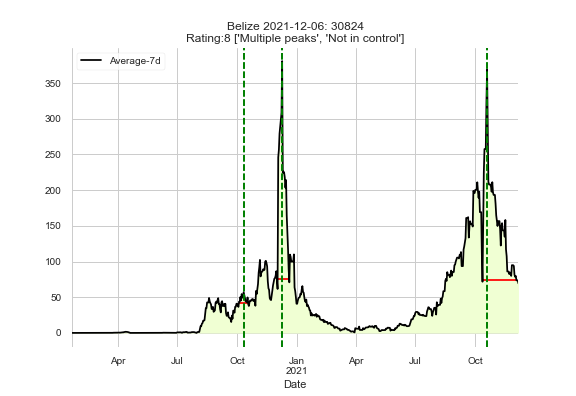 Belize 2021-12-06: 30824
Rating:8 ['Multiple peaks', 'Not in control']
Average-7d
350
300
250
200
150
100
50
0
Apr Jul Oct Jan Apr Jul Oct
2021
Date